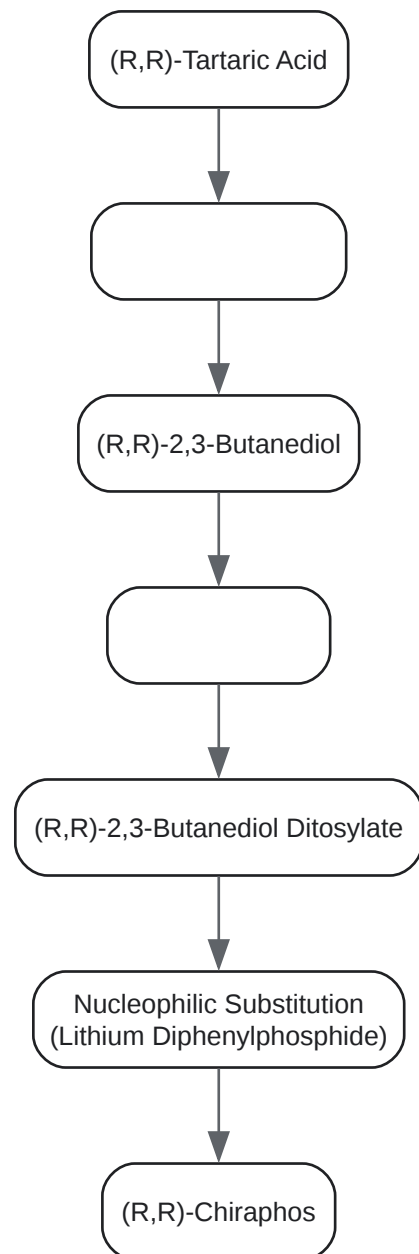 (R,R)-Tartaric Acid
(R,R)-2,3-Butanediol
(R,R)-2,3-Butanediol Ditosylate
Nucleophilic Substitution
(Lithium Diphenylphosphide)
(R,R)-Chiraphos